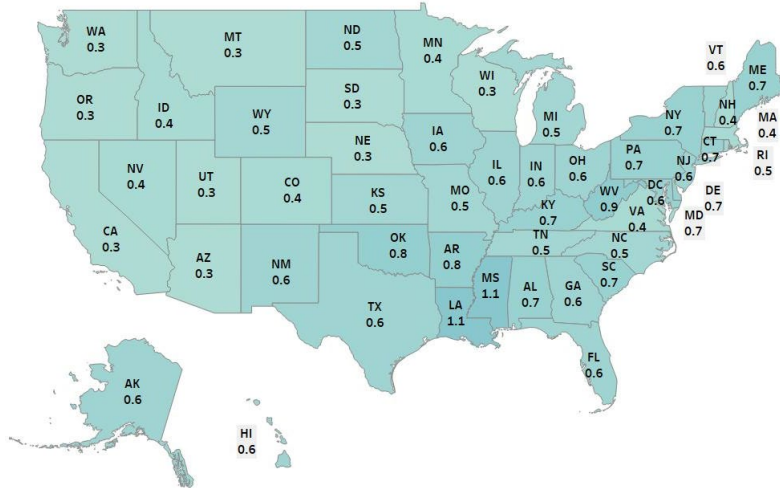 WA
0.3
MT
0.3
ND
0.5
MN
0.4
VT
0.6
ME
0.7
OR
0.3
ID
0.4
WY
0.5
SD
0.3
WI
0.3
MI
0.5
NY
0.7
NH
0.4
MA
0.4
RI
0.5
CT
0.7
NV
0.4
UT
0.3
CO
0.4
NE
0.3
IA
0.6
IL
0.6
IN
0.6
OH
0.6
PA
0.7
NJ
0.6
DE
0.7
MD
0.7
DC
0.6
CA
0.3
AZ
0.3
NM
0.6
KS
0.5
MO
0.5
KY
0.7
WV
0.9
VA
0.4
OK
0.8
AR
0.8
TN
0.5
NC
0.5
SC
0.7
TX
0.6
LA
1.1
MS
1.1
AL
0.7
GA
0.6
FL
0.6
AK
0.6
HI
0.6